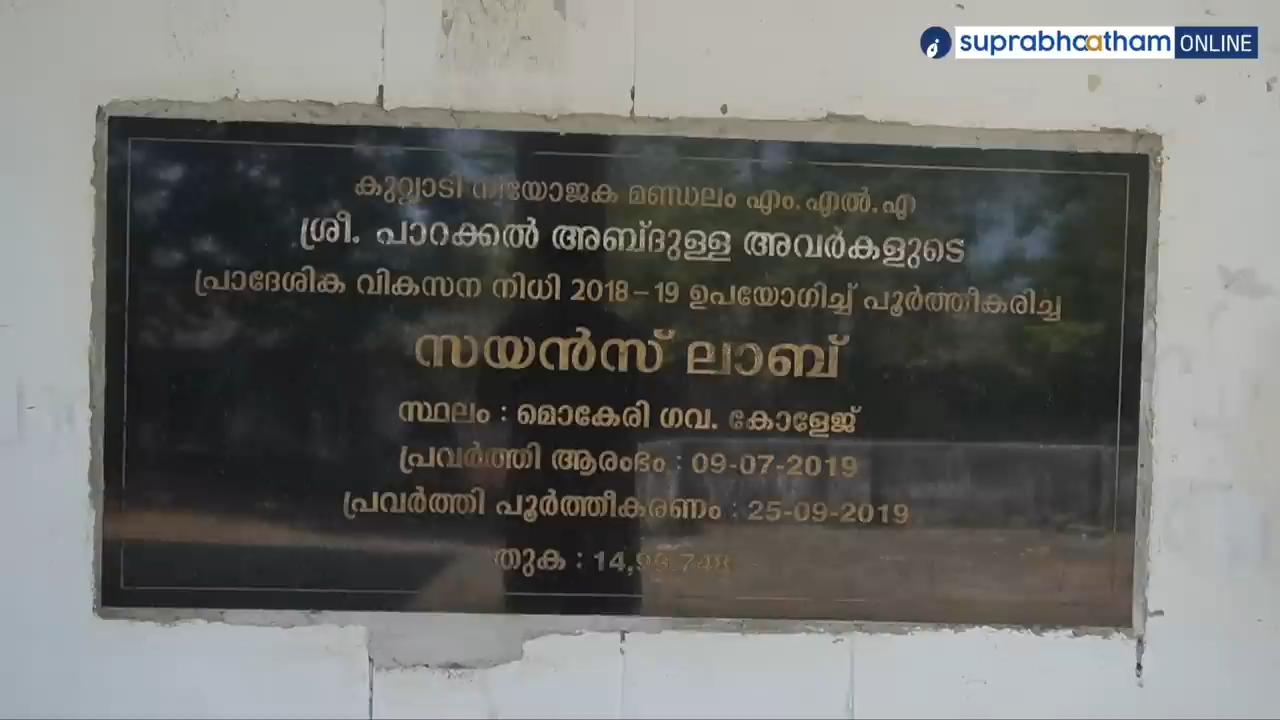 suprabhaatham ONLINE
കുറ്റ്യാടി നിയോജക മണ്ഡലം എം.എൽ.എ
ശ്രീ. പാറക്കൽ അബ്ദുള്ള അവർകളുടെ
പ്രാദേശിക വികസന നിധി 2018-19 ഉപയോഗിച്ച് പൂർത്തീകരിച്ച
സയൻസ് ലാബ്
സ്ഥലം : മൊകേരി ഗവ. കോളേജ്
പ്രവർത്തി ആരംഭം : 09-07-2019
പ്രവർത്തി പൂർത്തീകരണം : 25-09-2019
തുക :